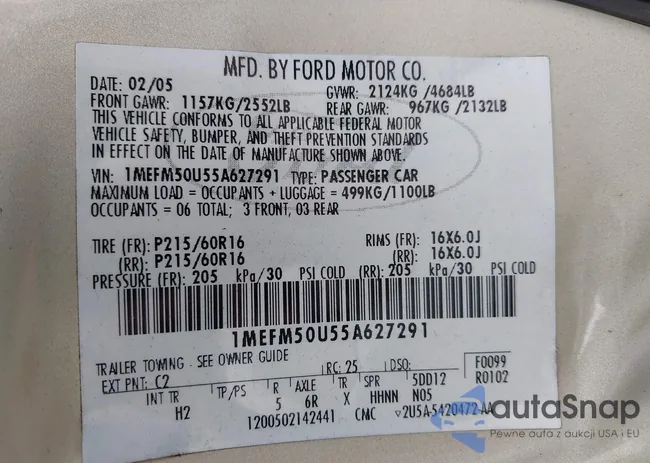 MFD. BY FORD MOTOR CO.
DATE: 02/05 GVWR: 2124KG /4684LB
FRONT GAWR: 1157KG/2552LB REAR GAWR: 967KG /2132LB
THIS VEHICLE CONFORMS TO ALL APPLICABLE FEDERAL MOTOR
VEHICLE SAFETY, BUMPER, AND THEFT PREVENTION STANDARDS
IN EFFECT ON THE DATE OF MANUFACTURE SHOWN ABOVE.
VIN: 1MEFM50U55A627291 TYPE: PASSENGER CAR
MAXIMUM LOAD = OCCUPANTS + LUGGAGE = 499KG/1100LB
OCCUPANTS = 06 TOTAL; 3 FRONT, 03 REAR
TIRE (FR): P215/60R16 RIMS (FR): 16X6.0J
(RR): P215/60R16 (RR): 16X6.0J
PRESSURE (FR): 205 kPa/30 PSI COLD (RR): 205 kPa/30 PSI COLD
1MEFM50U55A627291
TRAILER TOWING - SEE OWNER GUIDE
EXT PNT: C2 RC: 25 DSO: F0099
R0102
INT TR TP/PS R AXLE TR SPR 5DD12
H2 5 6R X HHNN N05
1200502142441 CMC 2U5A-5420472-AA
autaSnap
Pewne auta z aukcji USA i EU